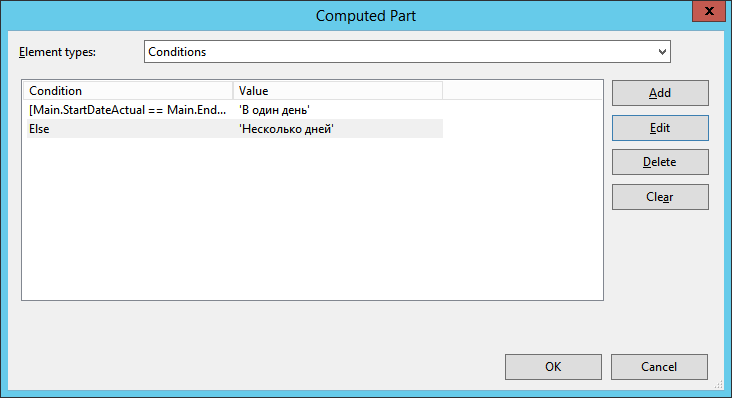 Computed Part
x
Element types: Conditions
Condition Value
[Main.StartDateActual == Main.End... 'В один день'
Else 'Несколько дней'
Add
Edit
Delete
Clear
OK Cancel